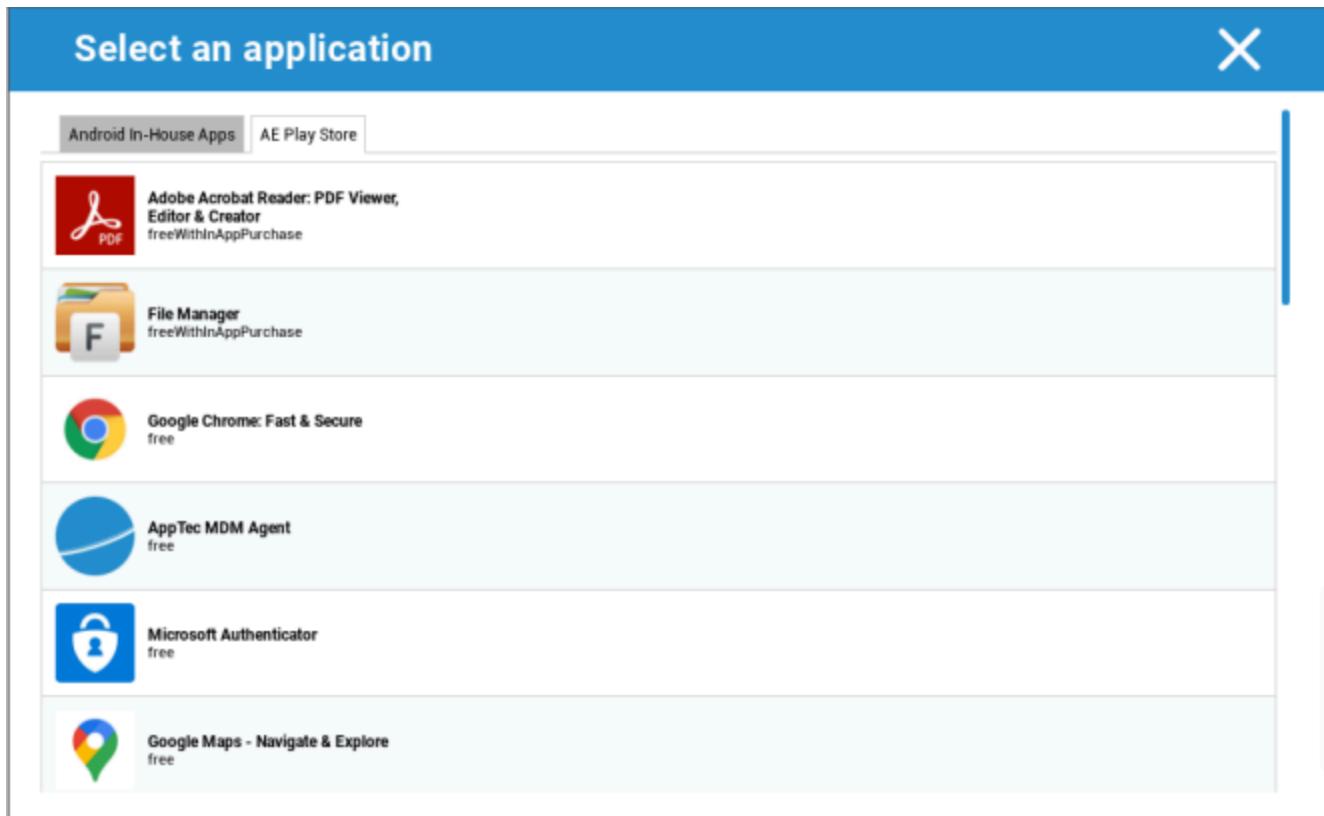 Select an application
Android In-House Apps
AE Play Store
PDF
Adobe Acrobat Reader: PDF Viewer,
Editor & Creator
freeWithInAppPurchase
F
File Manager
freeWithInAppPurchase
Google Chrome: Fast & Secure
free
AppTec MDM Agent
free
Microsoft Authenticator
free
Google Maps - Navigate & Explore
free